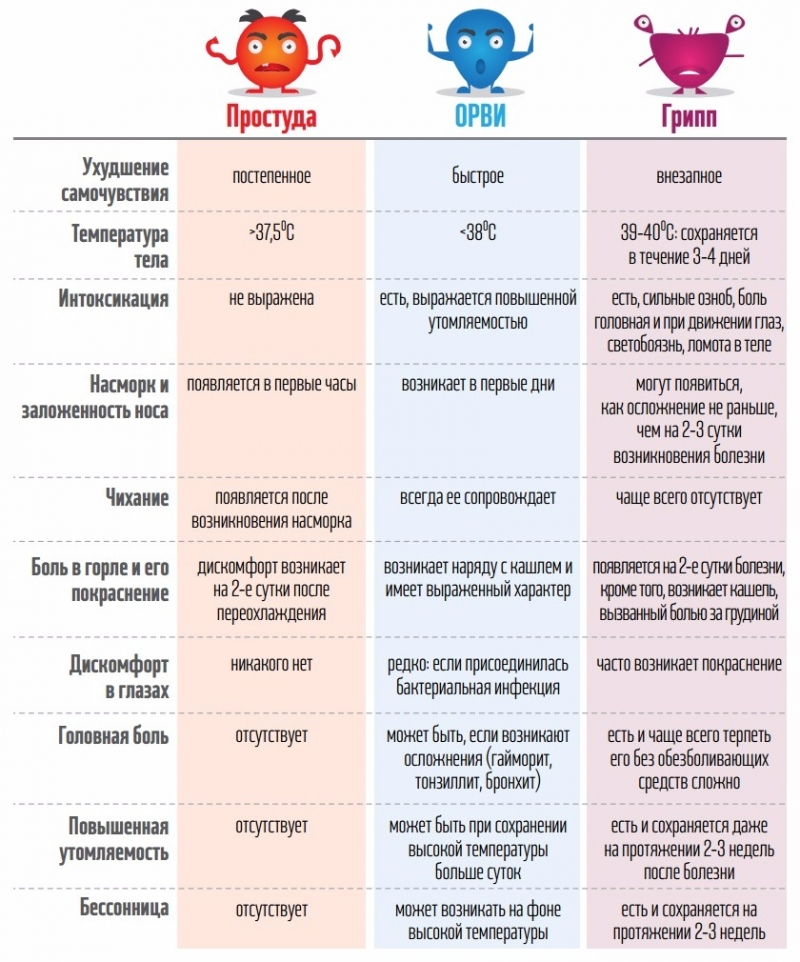 Простуда
ОРВИ
Грипп
Ухудшение
самочувствия
постепенное
быстрое
внезапное
Температура
тела
>37,5⁰С
<38⁰С
39-40⁰С: сохраняется
в течение 3-4 дней
Интоксикация
не выражена
есть, выражается повышенной
утомляемостью
есть, сильные озноб, боль
головная и при движении глаз,
светобоязнь, ломота в теле
Насморк и
заложенность носа
появляется в первые часы
возникает в первые дни
могут появиться,
как осложнение не раньше,
чем на 2-3 сутки
возникновения болезни
Чихание
появляется после
возникновения насморка
всегда ее сопровождает
чаще всего отсутствует
Боль в горле и его
покраснение
дискомфорт возникает
на 2-е сутки после
переохлаждения
возникает наряду с кашлем и
имеет выраженный характер
появляется на 2-е сутки болезни,
кроме того, возникает кашель,
вызванный болью за грудиной
Дискомфорт
в глазах
никакого нет
редко: если присоединилась
бактериальная инфекция
часто возникает покраснение
Головная боль
отсутствует
может быть, если возникают
осложнения (гайморит,
тонзиллит, бронхит)
есть и чаще всего терпеть
его без обезболивающих
средств сложно
Повышенная
утомляемость
отсутствует
может быть при сохранении
высокой температуры
больше суток
есть и сохраняется даже
на протяжении 2-3 недель
после болезни
Бессонница
отсутствует
может возникать на фоне
высокой температуры
есть и сохраняется на
протяжении 2-3 недель